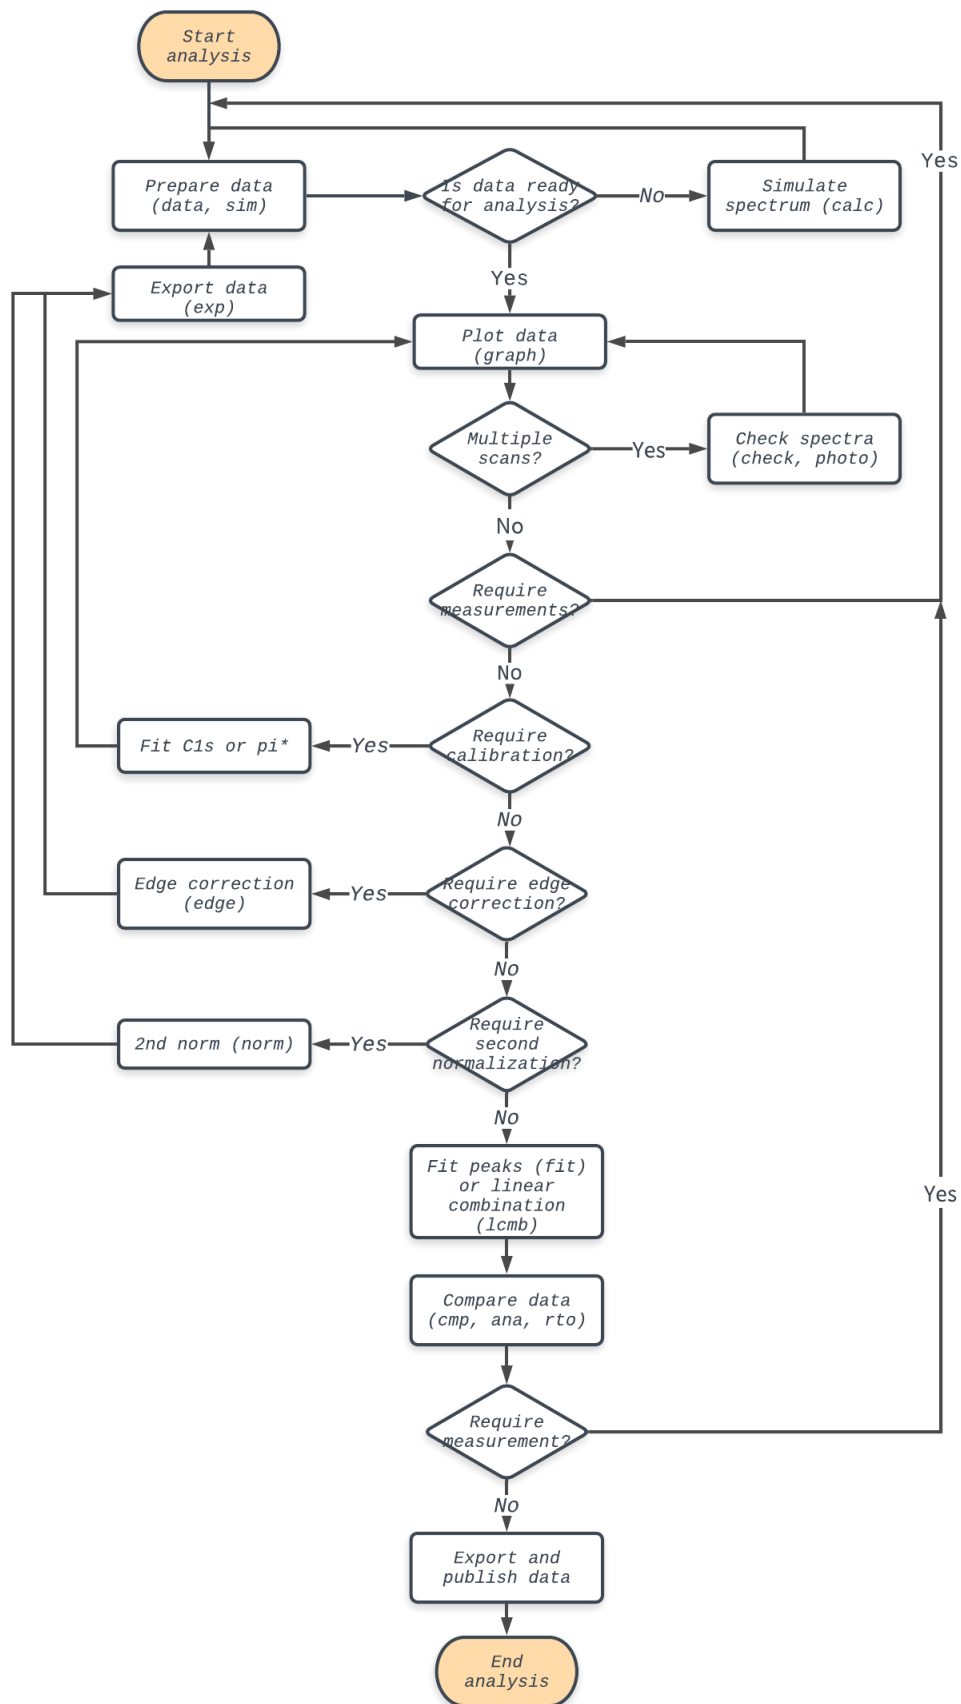 Start
analysis
Yes
Prepare data
(data, sim)
Is data ready
for analysis?
No
Simulate
spectrum (calc)
Yes
Export data
(exp)
Plot data
(graph)
Multiple
scans?
Yes
Check spectra
(check, photo)
No
Require
measurements?
No
Fit C1s or pi*
Yes
Require
calibration?
No
Edge correction
(edge)
Yes
Require edge
correction?
No
2nd norm (norm)
Yes
Require
second
normalization?
No
Fit peaks (fit)
or linear
combination
(lcmb)
Yes
Compare data
(cmp, ana, rto)
Require
measurement?
No
Export and
publish data
End
analysis